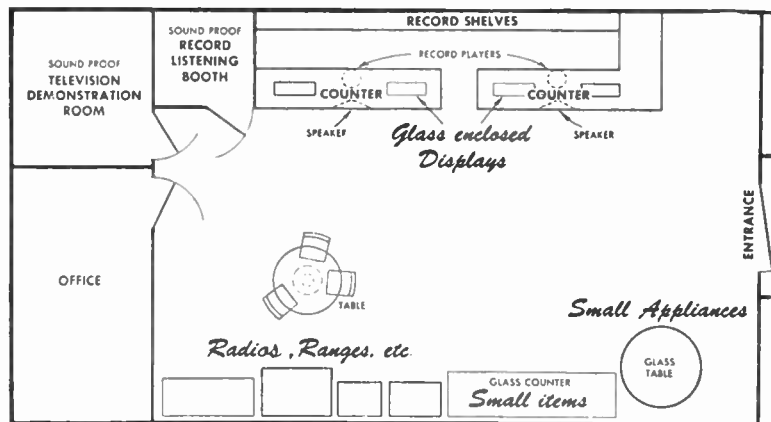 RECORD SHELVES
SOUND PROOF
TELEVISION
DEMONSTRATION
ROOM
SOUND PROOF
RECORD
LISTENING
BOOTH
RECORD PLAYERS
COUNTER
COUNTER
SPEAKER
Glass enclosed
Displays
SPEAKER
ENTRANCE
OFFICE
TABLE
Small Appliances
GLASS
TABLE
Radios, Ranges, etc.
GLASS COUNTER
Small items